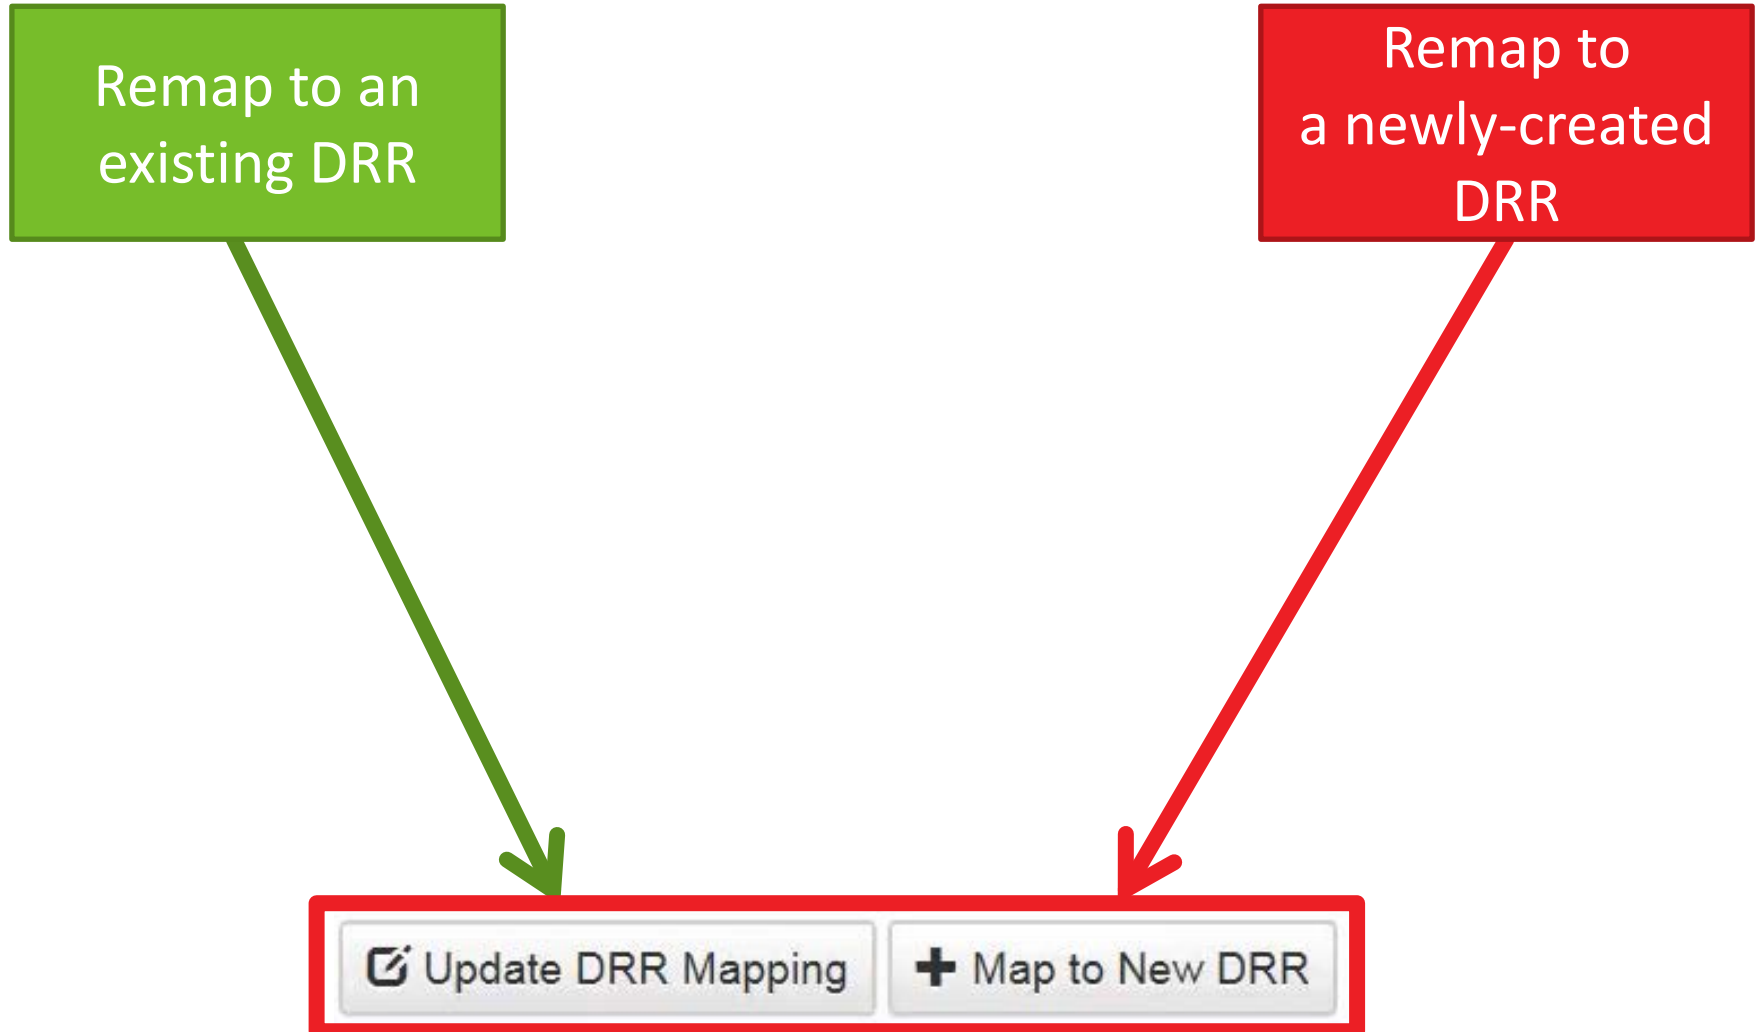 Remap to an
existing DRR
Remap to
a newly-created
DRR
Update DRR Mapping
Map to New DRR